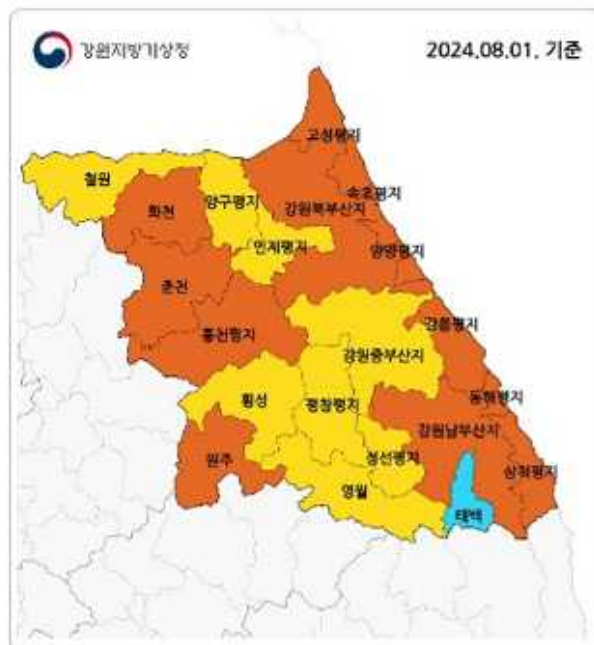 강원지방기상청
2024.08.01. 기준
고성평지
철원
속초평지
양구평지
강원북부산지
화천
인제평지
양양평지
춘천
강릉평지
홍천평지
강원중부산지
동해평지
횡성
평창평지
강원남부산지
정선평지
원주
삼척평지
영월
태백